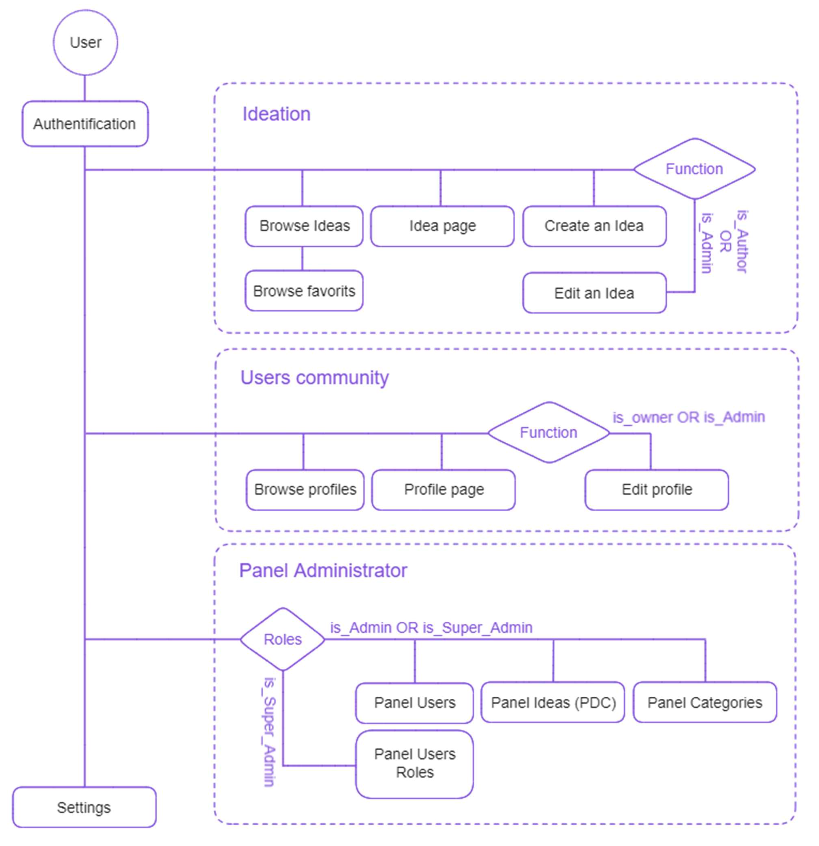 User
Authentification
Ideation
Function
Browse Ideas
Idea page
Create an Idea
is_Author
OR
is_Admin
Browse favorits
Edit an Idea
Users community
Function
is_owner OR is_Admin
Browse profiles
Profile page
Edit profile
Panel Administrator
Roles
is_Admin OR is_Super_Admin
is_Super_Admin
Panel Users
Panel Ideas (PDC)
Panel Categories
Panel Users
Roles
Settings